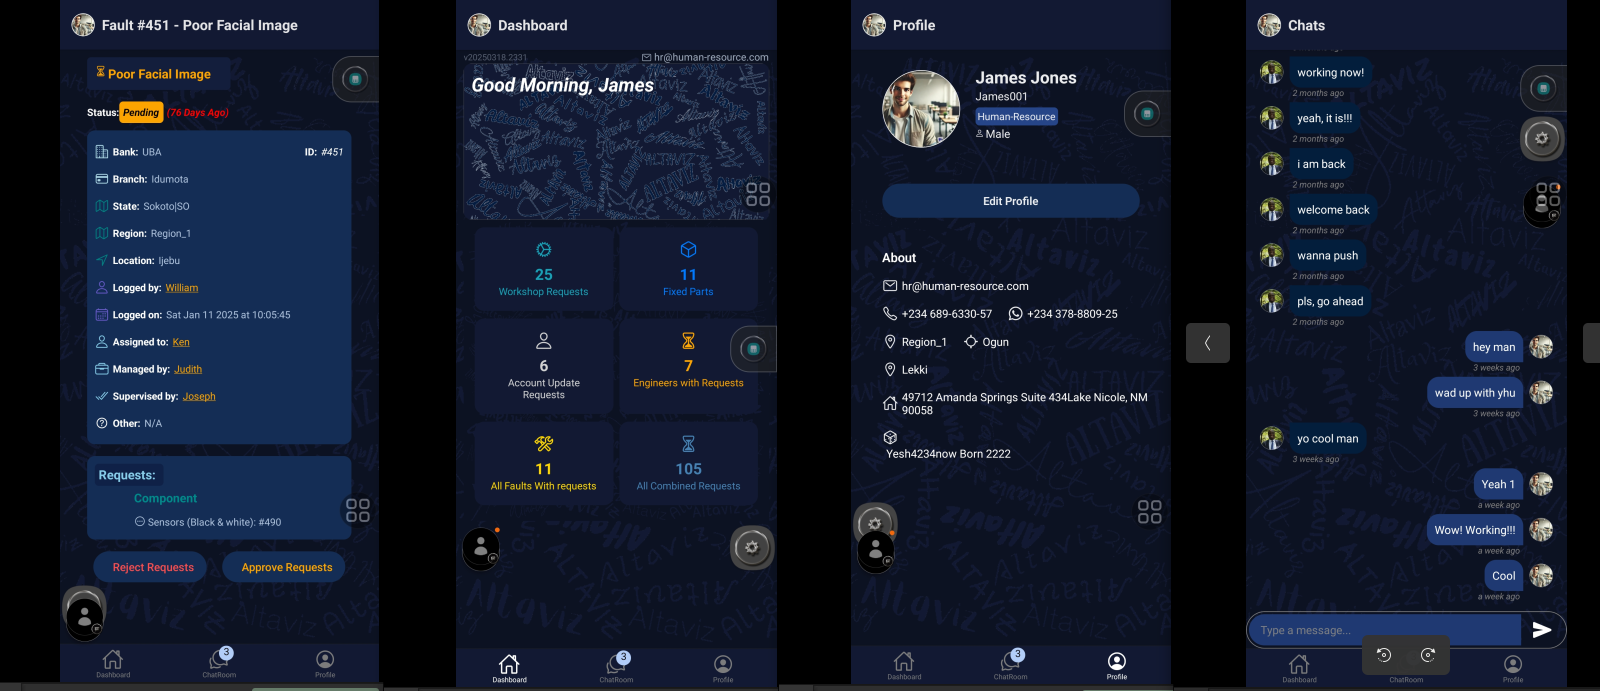 Fault #451 - Poor Facial Image
Poor Facial Image
Status: Pending (76 Days Ago)
Bank: UBA ID: #451
Branch: Idumota
State: Sokoto|SO
Region: Region_1
Location: Ijebu
Logged by: William
Logged on: Sat Jan 11 2025 at 10:05:45
Assigned to: Ken
Managed by: Judith
Supervised by: Joseph
Other: N/A
Requests:
Component
Sensors (Black & white): #490
Reject Requests Approve Requests
3
Dashboard ChatRoom Profile
Dashboard
v20250318.2331 hr@human-resource.com
Good Morning, James
25
Workshop Requests
11
Fixed Parts
6
Account Update
Requests
7
Engineers with Requests
11
All Faults With requests
105
All Combined Requests
3
Dashboard ChatRoom Profile
Profile
James Jones
James001
Human-Resource
Male
Edit Profile
About
hr@human-resource.com
+234 689-6330-57 +234 378-8809-25
Region_1 Ogun
Lekki
49712 Amanda Springs Suite 434Lake Nicole, NM
90058
Yesh4234now Born 2222
3
Dashboard ChatRoom Profile
Chats
working now!
2 months ago
yeah, it is!!!
2 months ago
i am back
2 months ago
welcome back
2 months ago
wanna push
2 months ago
pls, go ahead
2 months ago
hey man
3 weeks ago
wad up with yhu
3 weeks ago
yo cool man
3 weeks ago
Yeah 1
a week ago
Wow! Working!!!
a week ago
Cool
a week ago
Type a message...
Dashboard ChatRoom Profile